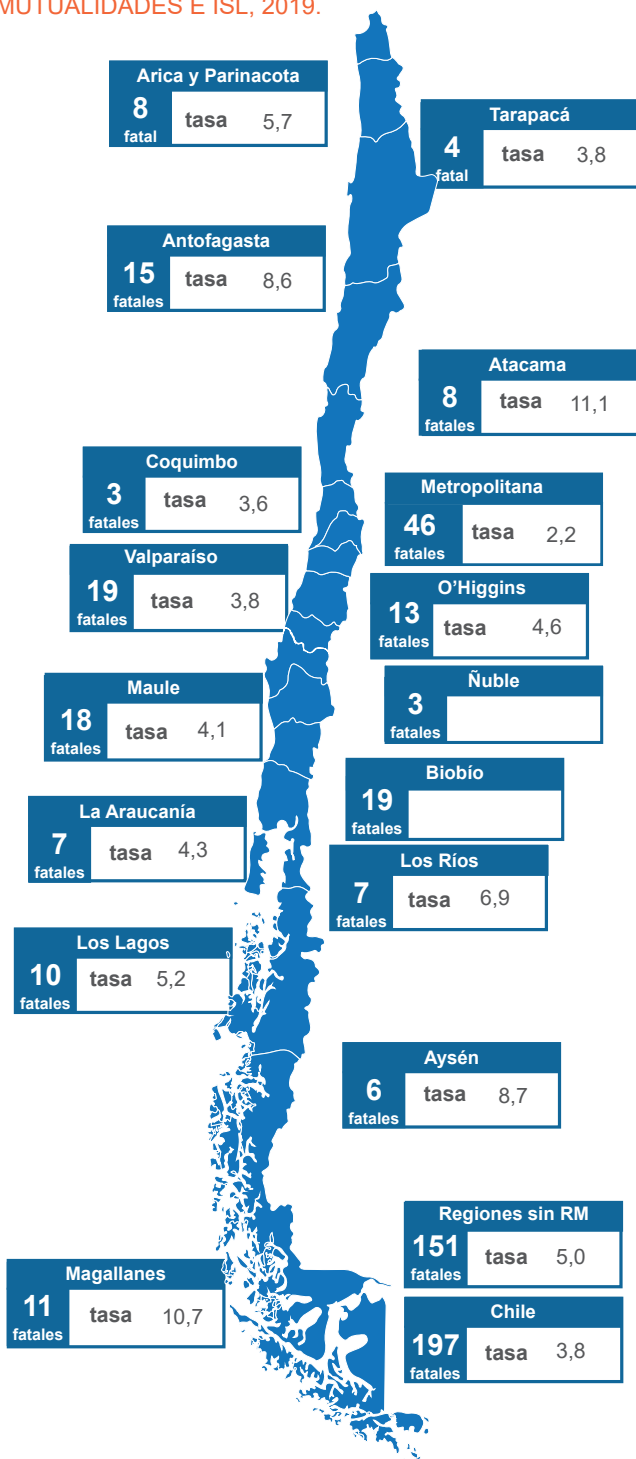 MUTUALIDADES E ISL, 2019.
Arica y Parinacota
8
fatal
tasa 5,7
Tarapacá
4
fatal
tasa 3,8
Antofagasta
15
fatales
tasa 8,6
Atacama
8
fatales
tasa 11,1
Coquimbo
3
fatales
tasa 3,6
Metropolitana
46
fatales
tasa 2,2
Valparaíso
19
fatales
tasa 3,8
O'Higgins
13
fatales
tasa 4,6
Ñuble
3
fatales
Maule
18
fatales
tasa 4,1
Biobío
19
fatales
La Araucanía
7
fatales
tasa 4,3
Los Ríos
7
fatales
tasa 6,9
Los Lagos
10
fatales
tasa 5,2
Aysén
6
fatales
tasa 8,7
Regiones sin RM
151
fatales
tasa 5,0
Magallanes
11
fatales
tasa 10,7
Chile
197
fatales
tasa 3,8